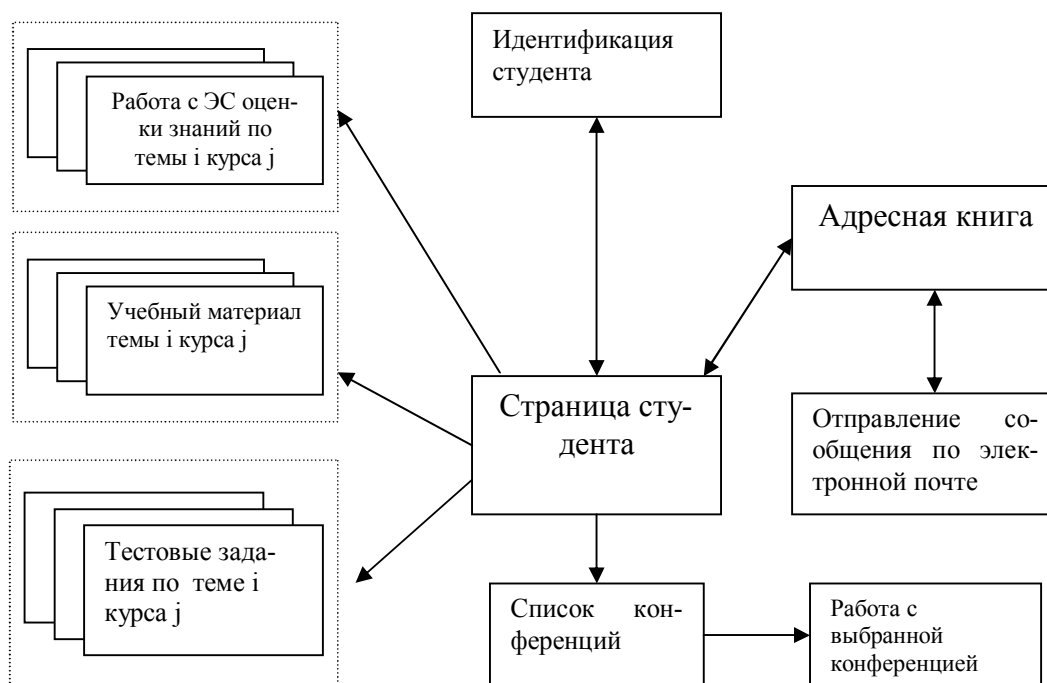 Работа с ЭС оцен-
ки знаний по
темы i курса j
Идентификация
студента
Адресная книга
Учебный материал
темы i курса j
Страница сту-
дента
Отправление со-
общения по элек-
тронной почте
Тестовые зада-
ния по теме i
курса j
Список кон-
ференций
Работа с
выбранной
конференцией